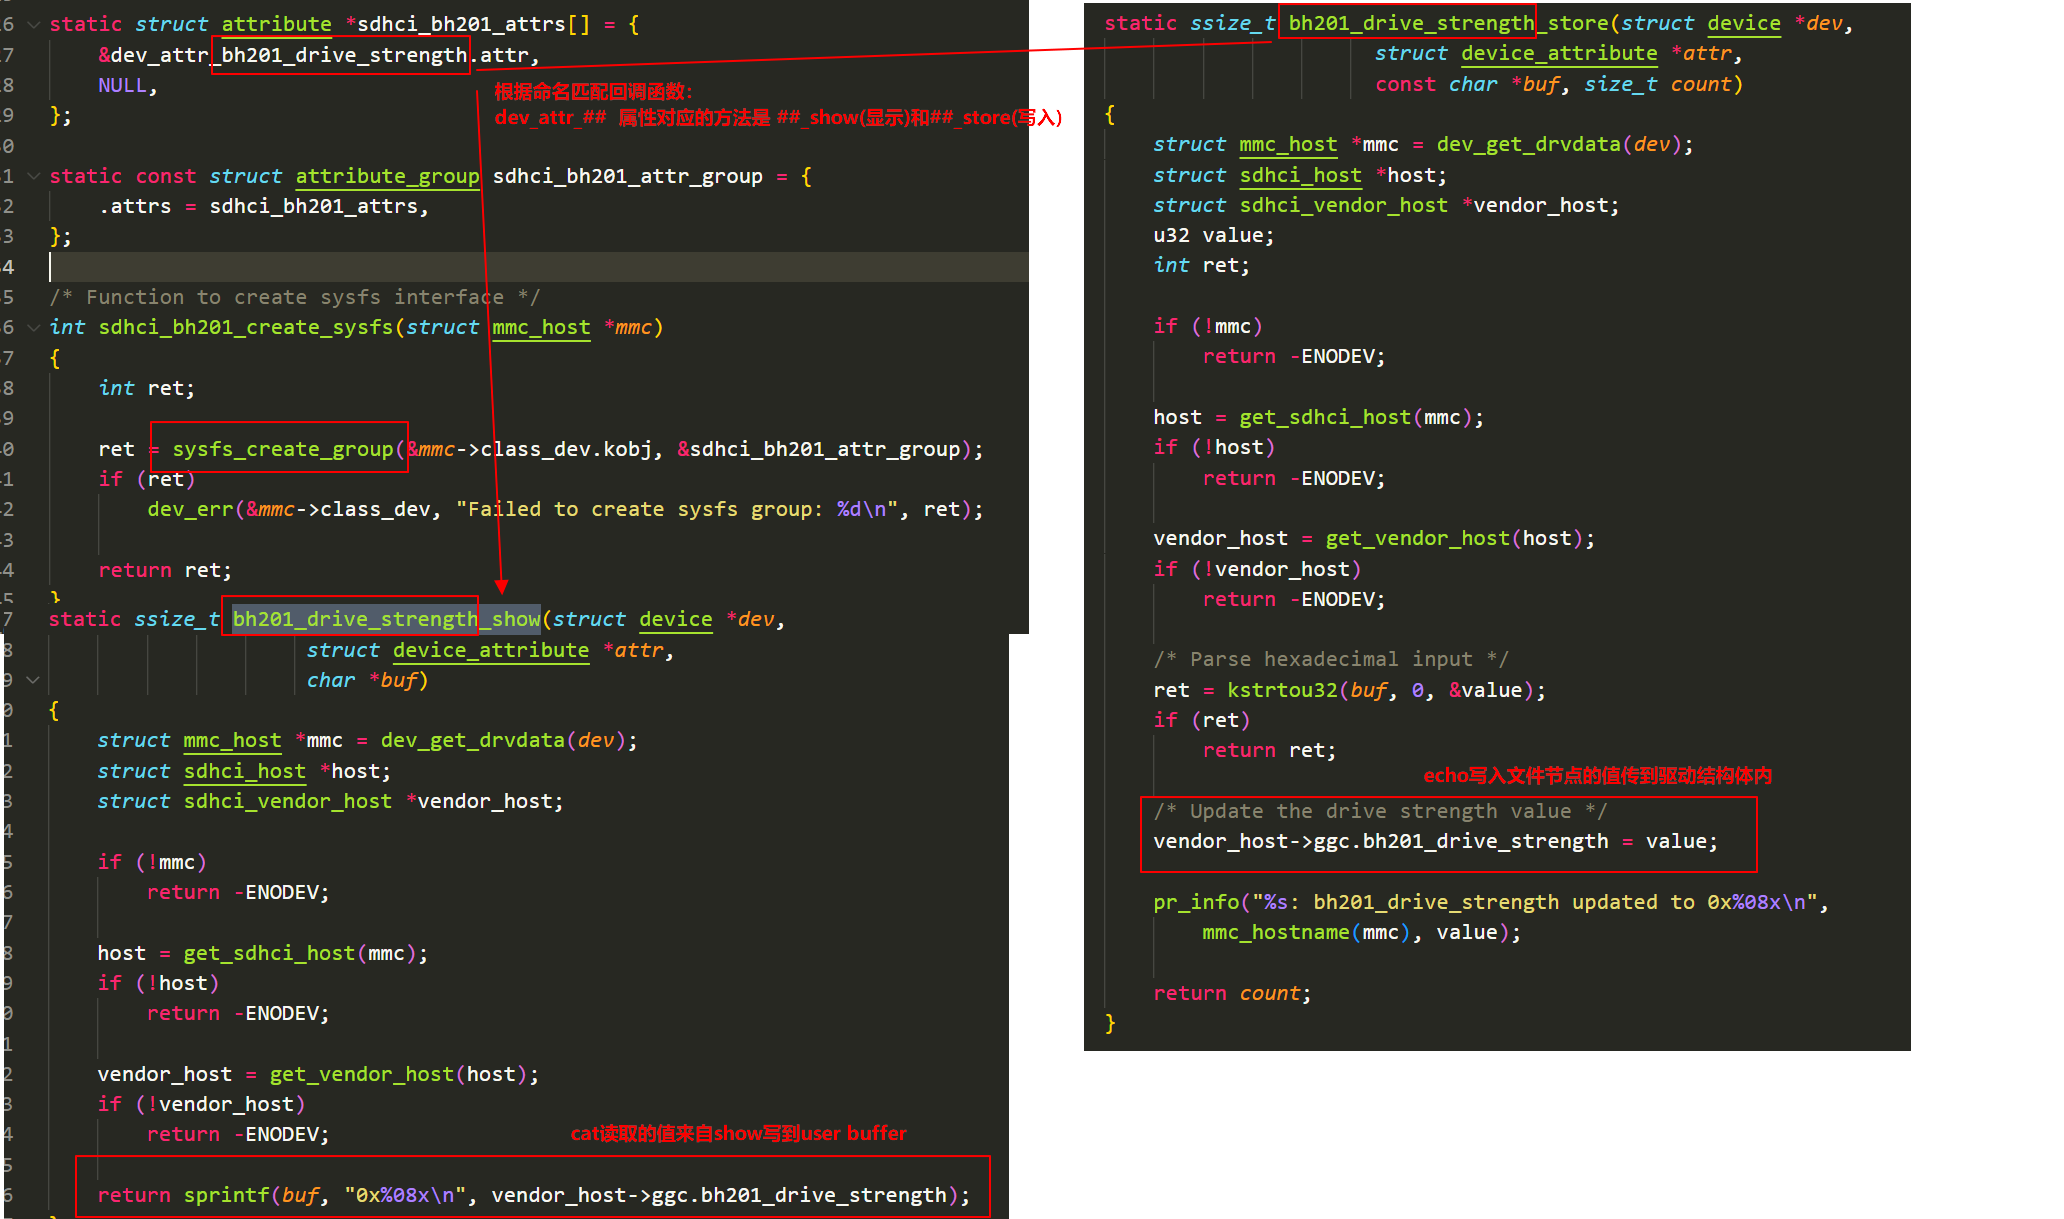 6 static struct attribute *sdhci_bh201_attrs[] = {
7 &dev_attr_bh201_drive_strength.attr,
8 NULL,
9 };
0
1 static const struct attribute_group sdhci_bh201_attr_group = {
2 .attrs = sdhci_bh201_attrs,
3 };
4
5 /* Function to create sysfs interface */
6 int sdhci_bh201_create_sysfs(struct mmc_host *mmc)
7 {
8 int ret;
9
0 ret = sysfs_create_group(&mmc->class_dev.kobj, &sdhci_bh201_attr_group);
1 if (ret)
2 dev_err(&mmc->class_dev, "Failed to create sysfs group: %d\n", ret);
3
4 return ret;
5 }
根据命名匹配回调函数:
dev_attr_## 属性对应的方法是 ##_show(显示)和##_store(写入)
7 static ssize_t bh201_drive_strength_show(struct device *dev,
8 struct device_attribute *attr,
9 char *buf)
0 {
1 struct mmc_host *mmc = dev_get_drvdata(dev);
2 struct sdhci_host *host;
3 struct sdhci_vendor_host *vendor_host;
4
5 if (!mmc)
6 return -ENODEV;
7
8 host = get_sdhci_host(mmc);
9 if (!host)
0 return -ENODEV;
1
2 vendor_host = get_vendor_host(host);
3 if (!vendor_host)
4 return -ENODEV;
5
cat读取的值来自show写到user buffer
6 return sprintf(buf, "0x%08x\n", vendor_host->ggc.bh201_drive_strength);
static ssize_t bh201_drive_strength_store(struct device *dev,
struct device_attribute *attr,
const char *buf, size_t count)
{
struct mmc_host *mmc = dev_get_drvdata(dev);
struct sdhci_host *host;
struct sdhci_vendor_host *vendor_host;
u32 value;
int ret;
if (!mmc)
return -ENODEV;
host = get_sdhci_host(mmc);
if (!host)
return -ENODEV;
vendor_host = get_vendor_host(host);
if (!vendor_host)
return -ENODEV;
/* Parse hexadecimal input */
ret = kstrtou32(buf, 0, &value);
if (ret)
return ret;
echo写入文件节点的值传到驱动结构体内
/* Update the drive strength value */
vendor_host->ggc.bh201_drive_strength = value;
pr_info("%s: bh201_drive_strength updated to 0x%08x\n",
mmc_hostname(mmc), value);
return count;
}